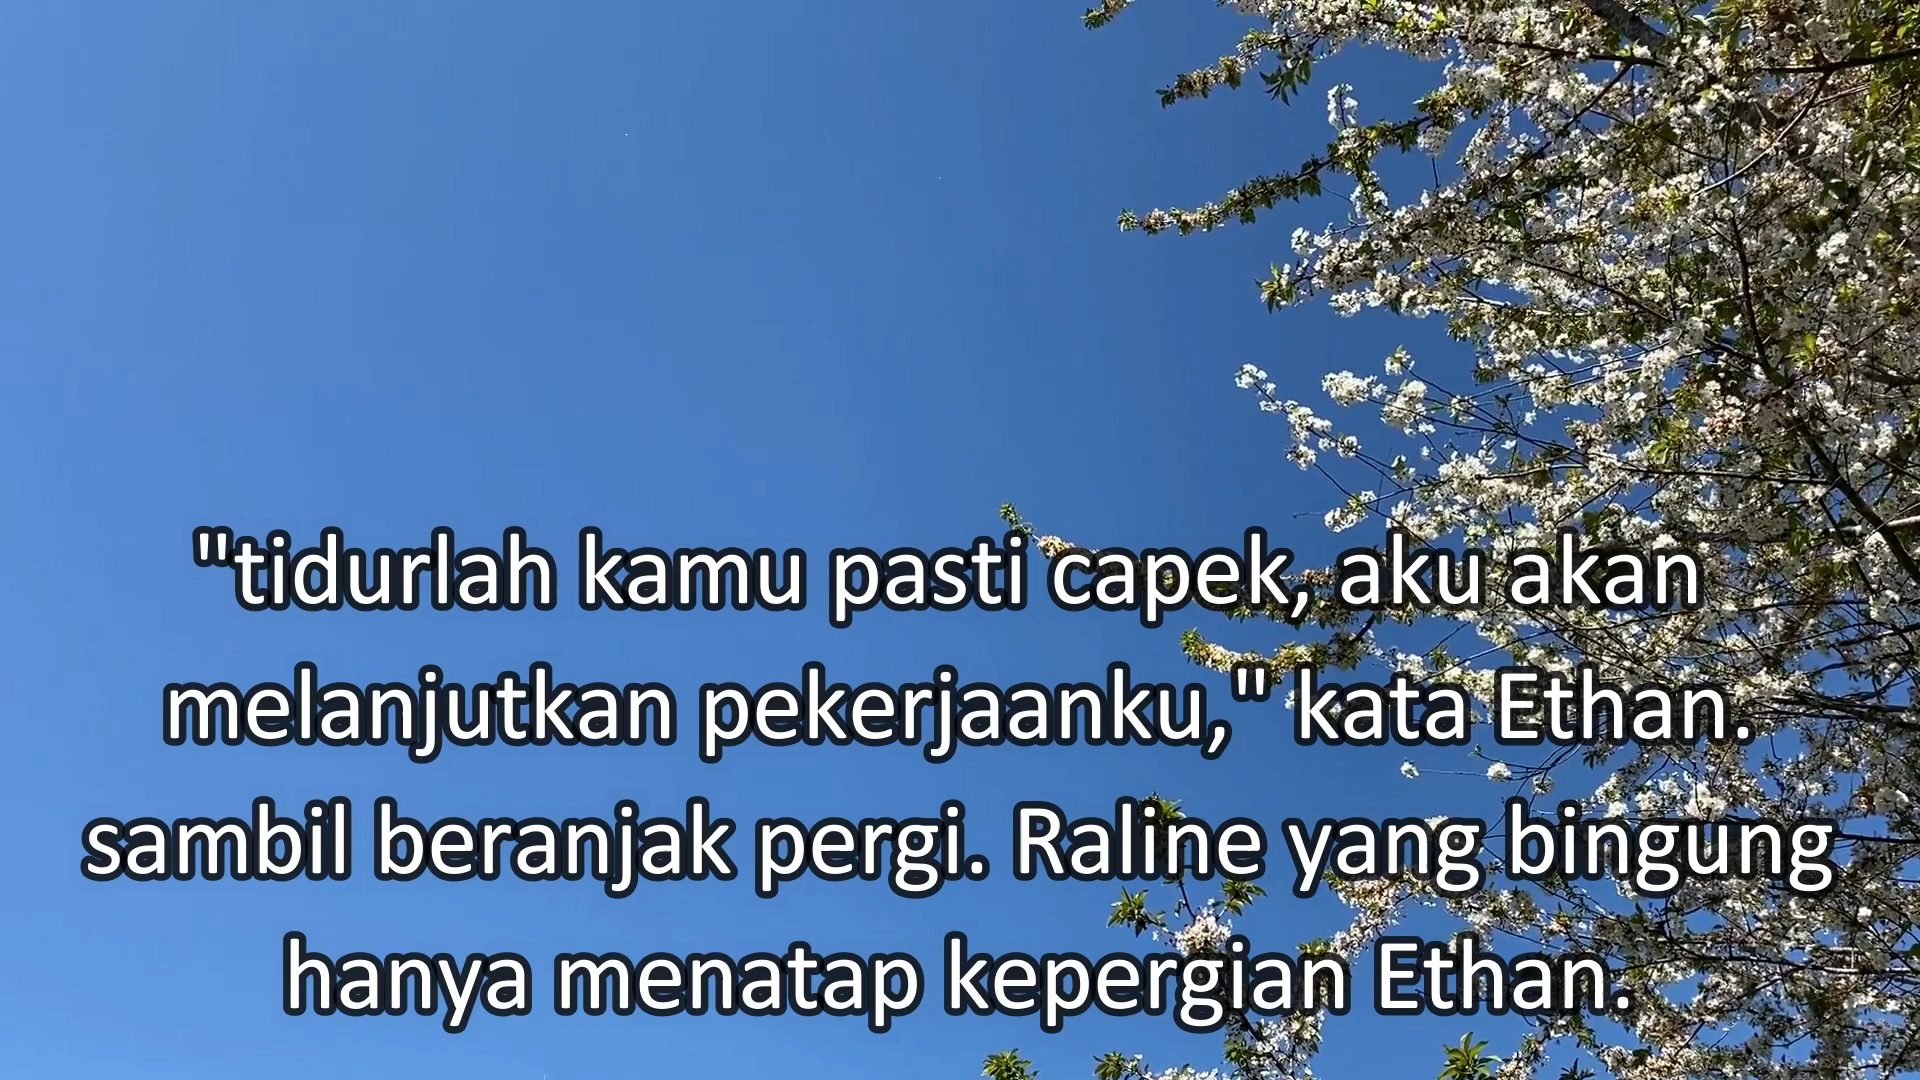 "tidurlah kamu pasti capek, aku akan
melanjutkan pekerjaanku," kata Ethan.
sambil beranjak pergi. Raline yang bingung
hanya menatap kepergian Ethan.